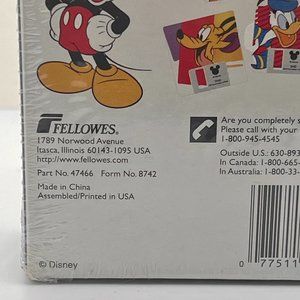 FELLOWES.
1789 Norwood Avenue
Itasca, Illinois 60143-1095 USA
http://www.fellowes.com
Part No. 47466 Form No. 8742
Made in China
Assembled/Printed in USA
Are you completely s
Please call with your
1-800-945-4545
Outside U.S.: 630-893
In Canada: 1-800-665-
In Australia: 1-800-33-
© Disney
0 77511